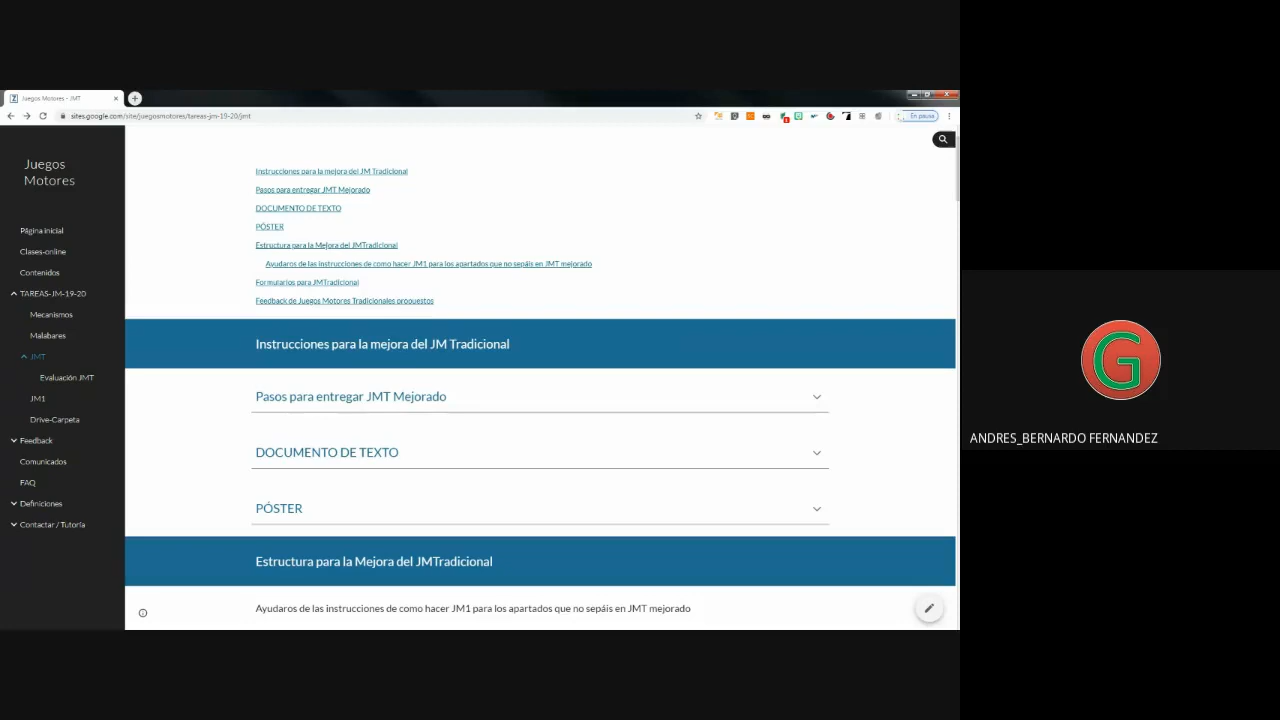 Juegos Motores - JMT
sites.google.com/site/juegosmotores/tareas-jm-19-20/jmt
En pausa
Juegos
Motores
Página inicial
Clases-online
Contenidos
TAREAS-JM-19-20
Mecanismos
Malabares
JMT
Evaluación JMT
JM1
Drive-Carpeta
Feedback
Comunicados
FAQ
Definiciones
Contactar / Tutoría
Instrucciones para la mejora del JM Tradicional
Pasos para entregar JMT Mejorado
DOCUMENTO DE TEXTO
PÓSTER
Estructura para la Mejora del JMTradicional
Ayudaros de las instrucciones de como hacer JM1 para los apartados que no sepáis en JMT mejorado
Formularios para JMTradicional
Feedback de Juegos Motores Tradicionales propuestos
Instrucciones para la mejora del JM Tradicional
Pasos para entregar JMT Mejorado
DOCUMENTO DE TEXTO
PÓSTER
Estructura para la Mejora del JMTradicional
Ayudaros de las instrucciones de como hacer JM1 para los apartados que no sepáis en JMT mejorado
G
ANDRES_BERNARDO FERNANDEZ